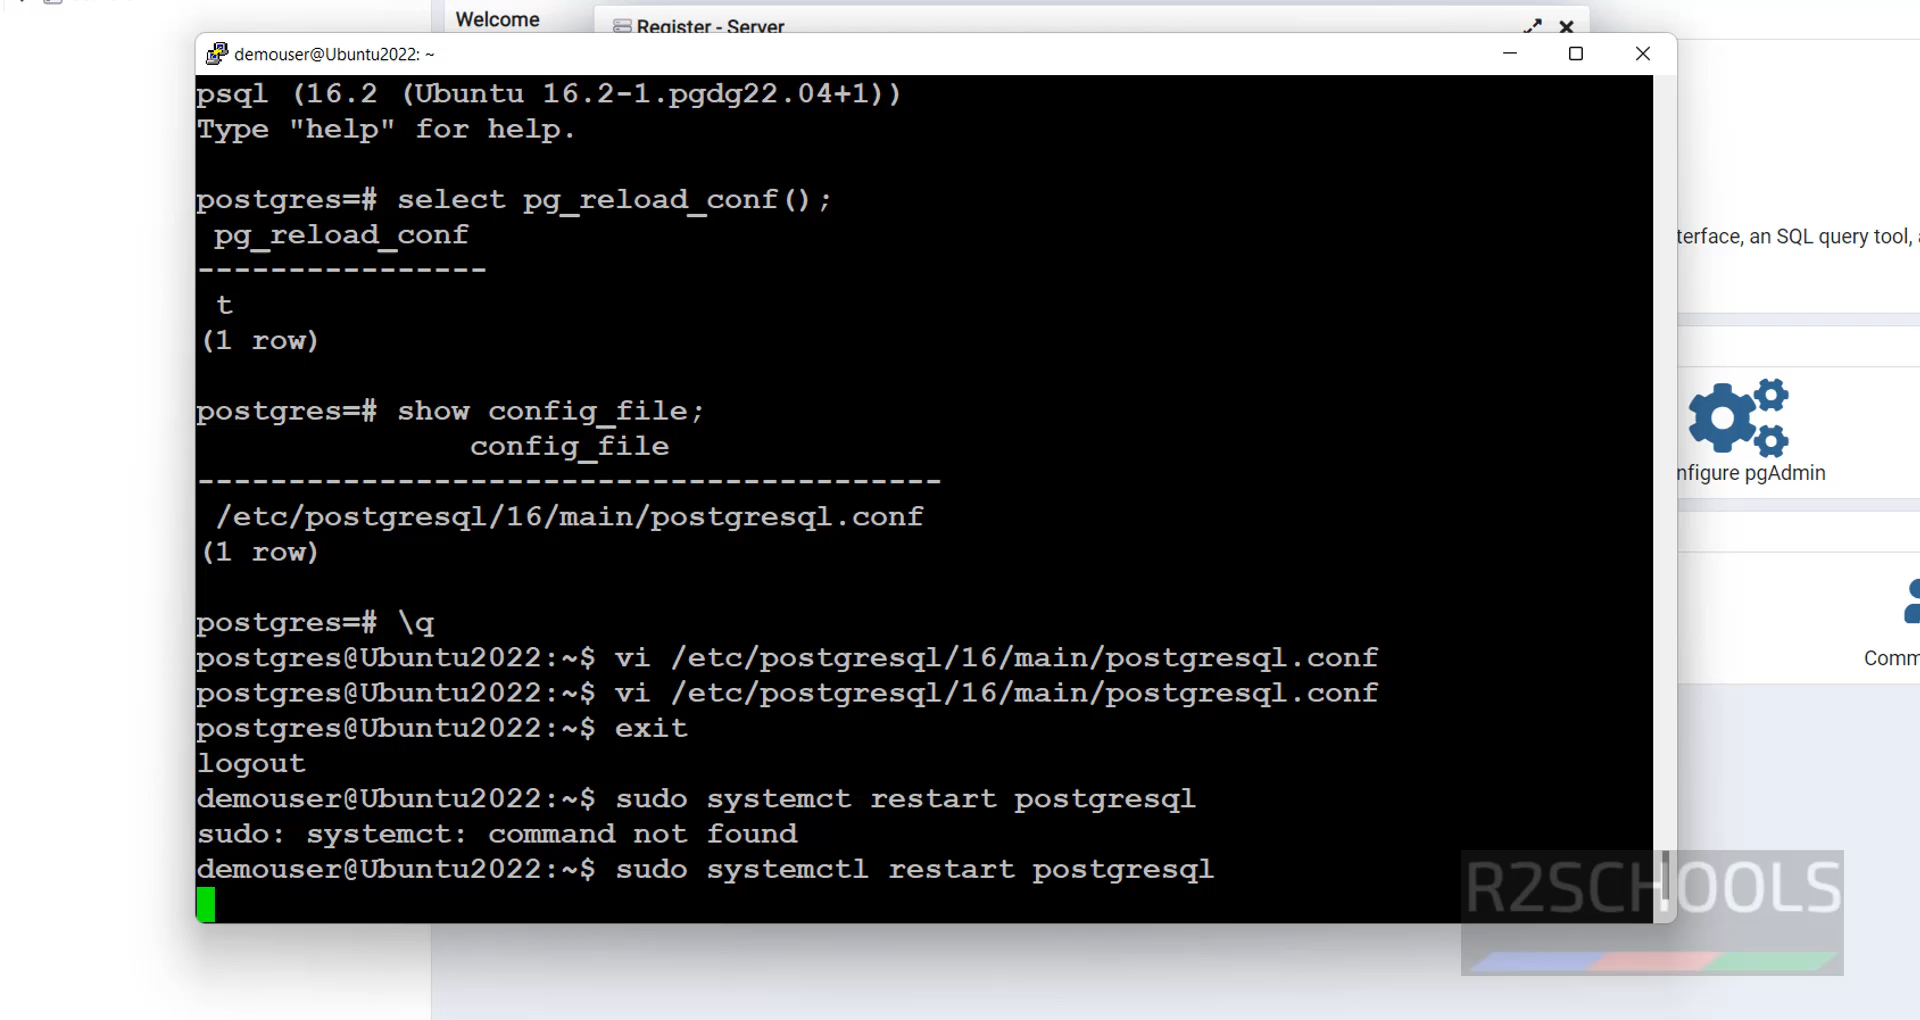 Welcome
Register - Server
demouser@Ubuntu2022: ~
psql (16.2 (Ubuntu 16.2-1.pgdg22.04+1))
Type "help" for help.
postgres=# select pg_reload_conf();
pg_reload_conf
----------------
t
(1 row)
postgres=# show config_file;
config_file
-----------------------------------------
/etc/postgresql/16/main/postgresql.conf
(1 row)
postgres=# \q
postgres@Ubuntu2022:~$ vi /etc/postgresql/16/main/postgresql.conf
postgres@Ubuntu2022:~$ vi /etc/postgresql/16/main/postgresql.conf
postgres@Ubuntu2022:~$ exit
logout
demouser@Ubuntu2022:~$ sudo systemct restart postgresql
sudo: systemct: command not found
demouser@Ubuntu2022:~$ sudo systemctl restart postgresql
terface, an SQL query tool,
nfigure pgAdmin
Comm
R2SCHOOLS